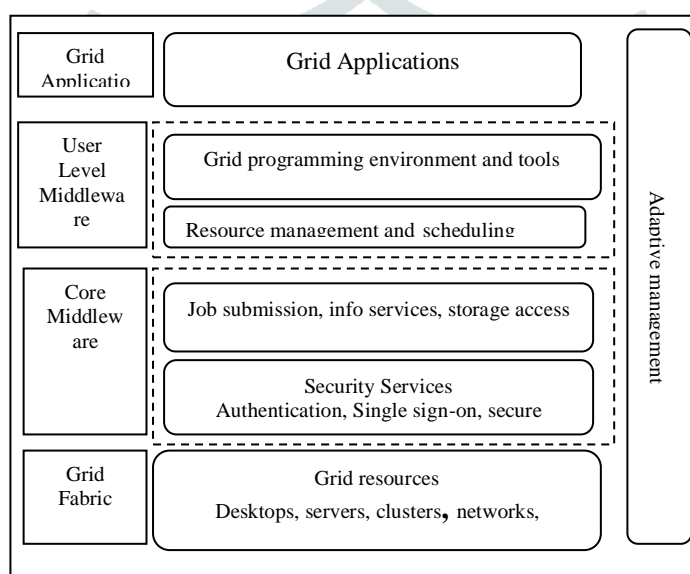 Grid
Applicatio
Grid Applications
User
Level
Middlewa
re
Grid programming environment and tools
Resource management and scheduling
Core
Middlew
are
Job submission, info services, storage access
Security Services
Authentication, Single sign-on, secure
Grid
Fabric
Grid resources
Desktops, servers, clusters, networks,
Adaptive management